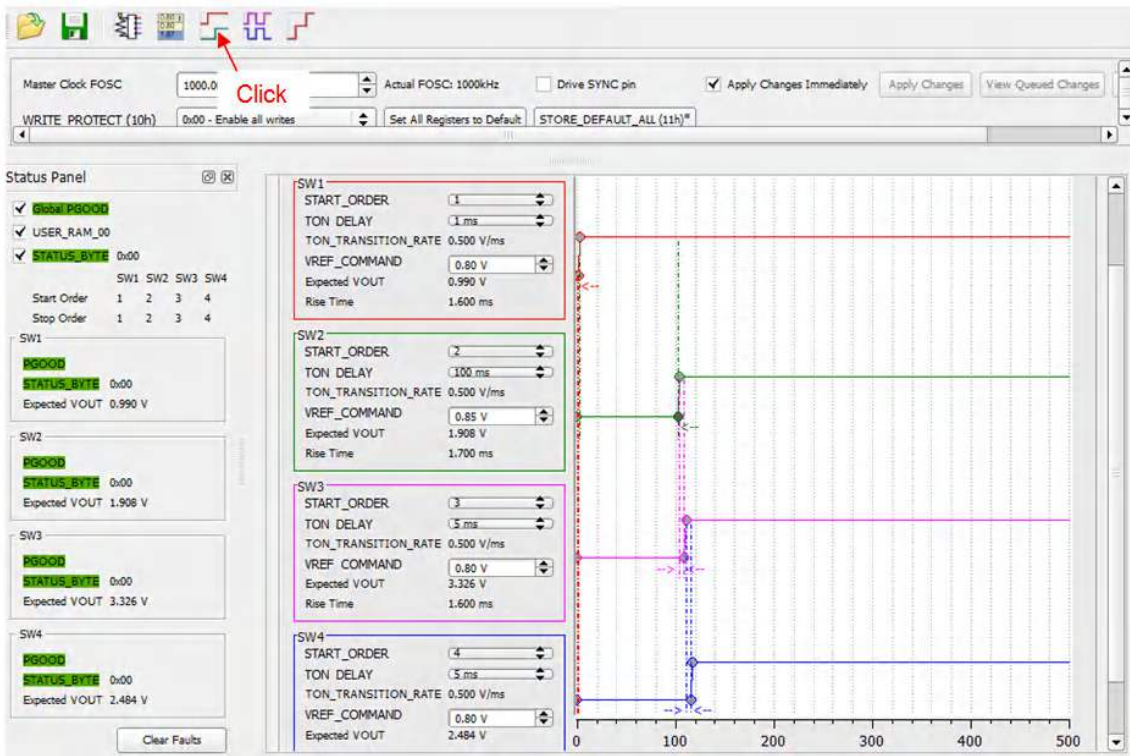 Click
Master Clock FOSC 1000.0 Actual FOSC: 1000kHz Drive SYNC pin Apply Changes Immediately Apply Changes View Queued Changes
WRITE_PROTECT (10h) 0x00 - Enable all writes Set All Registers to Default STORE_DEFAULT_ALL (11h)*
Status Panel
Global PGOOD
USER_RAM_00
STATUS_BYTE 0x00
SW1 SW2 SW3 SW4
Start Order 1 2 3 4
Stop Order 1 2 3 4
SW1
PGOOD
STATUS_BYTE 0x00
Expected VOUT 0.990 V
SW2
PGOOD
STATUS_BYTE 0x00
Expected VOUT 1.908 V
SW3
PGOOD
STATUS_BYTE 0x00
Expected VOUT 3.326 V
SW4
PGOOD
STATUS_BYTE 0x00
Expected VOUT 2.484 V
Clear Faults
SW1
START_ORDER 1
TON_DELAY 1 ms
TON_TRANSITION_RATE 0.500 V/ms
VREF_COMMAND 0.80 V
Expected VOUT 0.990 V
Rise Time 1.600 ms
SW2
START_ORDER 2
TON_DELAY 100 ms
TON_TRANSITION_RATE 0.500 V/ms
VREF_COMMAND 0.85 V
Expected VOUT 1.908 V
Rise Time 1.700 ms
SW3
START_ORDER 3
TON_DELAY 5 ms
TON_TRANSITION_RATE 0.500 V/ms
VREF_COMMAND 0.80 V
Expected VOUT 3.326 V
Rise Time 1.600 ms
SW4
START_ORDER 4
TON_DELAY 5 ms
TON_TRANSITION_RATE 0.500 V/ms
VREF_COMMAND 0.80 V
Expected VOUT 2.484 V
0 100 200 300 400 500